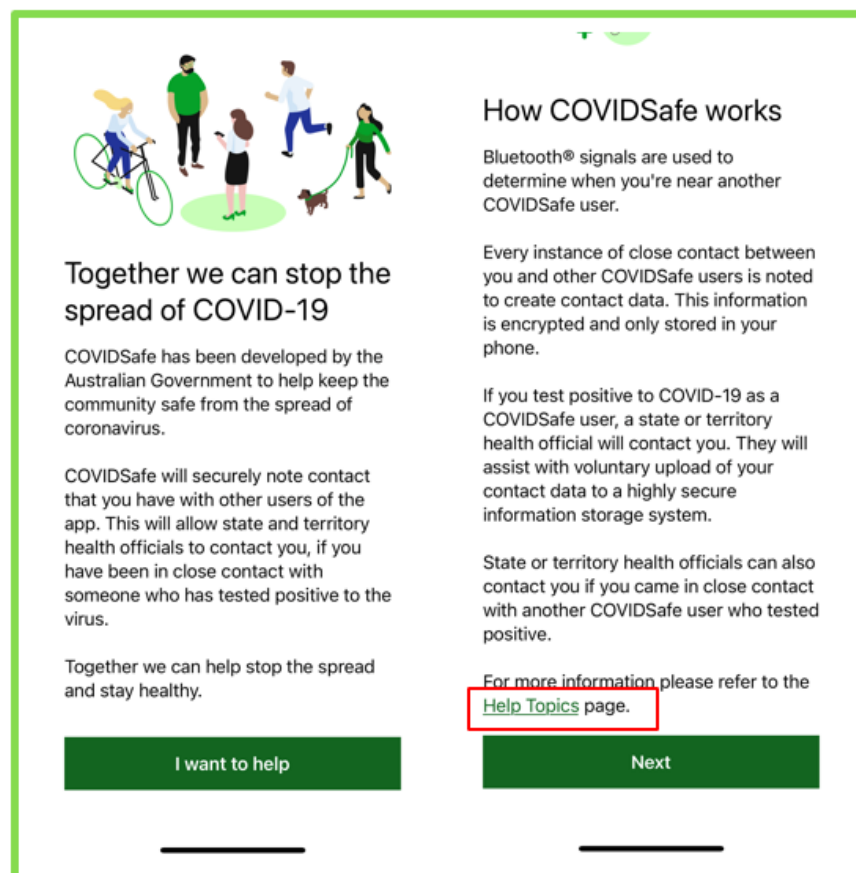 Together we can stop the
spread of COVID-19
COVIDSafe has been developed by the
Australian Government to help keep the
community safe from the spread of
coronavirus.
COVIDSafe will securely note contact
that you have with other users of the
app. This will allow state and territory
health officials to contact you, if you
have been in close contact with
someone who has tested positive to the
virus.
Together we can help stop the spread
and stay healthy.
I want to help
How COVIDSafe works
Bluetooth® signals are used to
determine when you're near another
COVIDSafe user.
Every instance of close contact between
you and other COVIDSafe users is noted
to create contact data. This information
is encrypted and only stored in your
phone.
If you test positive to COVID-19 as a
COVIDSafe user, a state or territory
health official will contact you. They will
assist with voluntary upload of your
contact data to a highly secure
information storage system.
State or territory health officials can also
contact you if you came in close contact
with another COVIDSafe user who tested
positive.
For more information please refer to the
Help Topics page.
Next